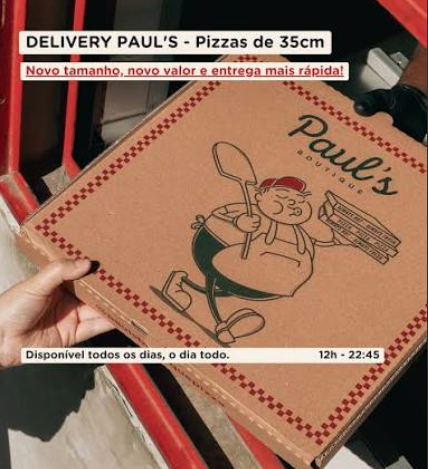 DELIVERY PAUL'S - Pizzas de 35cm
Novo tamanho, novo valor e entrega mais rápida!
Paul's
BOUTIQUE
Disponível todos os dias, o dia todo. 12h - 22:45